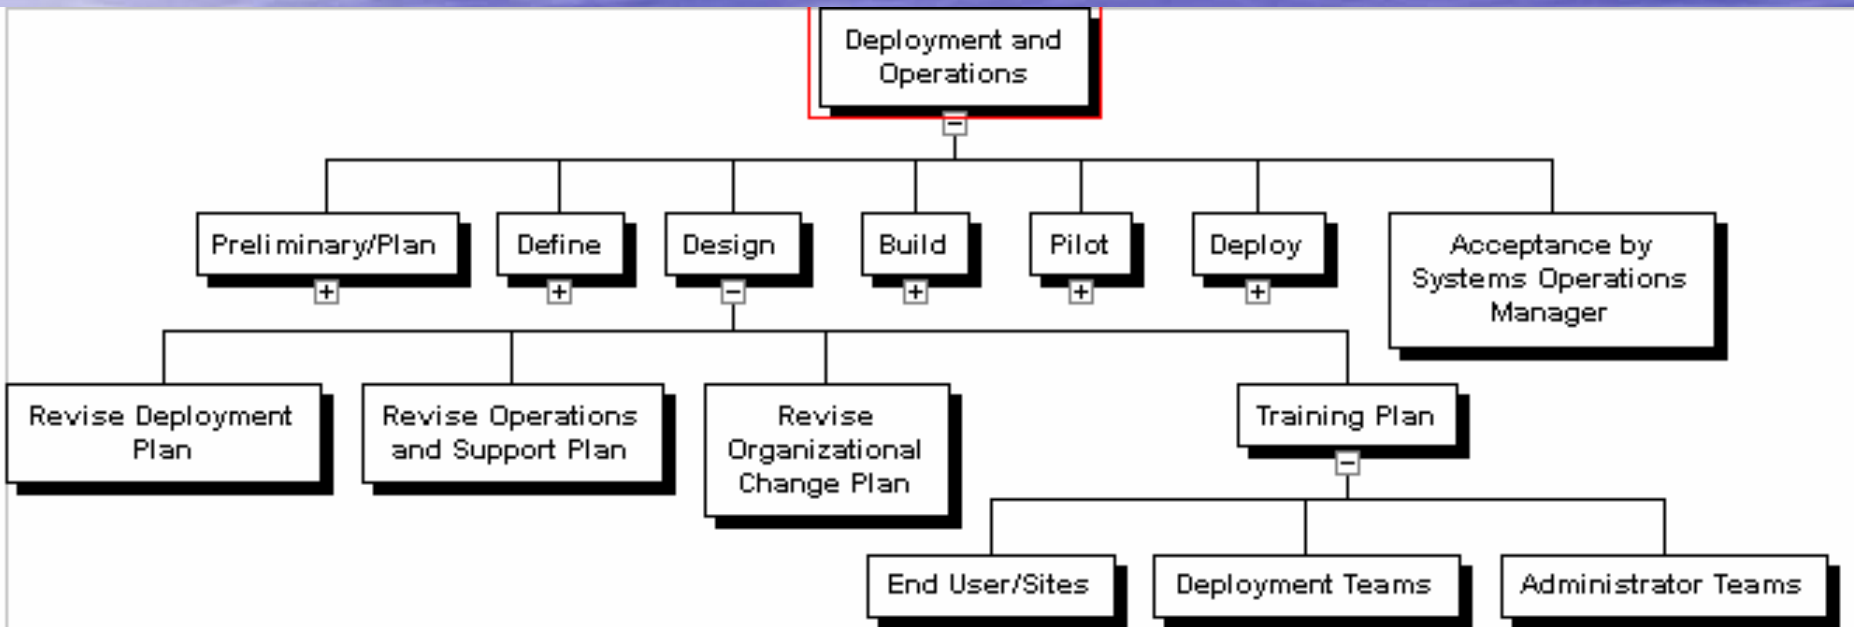 Deployment and
Operations
Preliminary/Plan
Define
Design
Build
Pilot
Deploy
Acceptance by
Systems Operations
Manager
Revise Deployment
Plan
Revise Operations
and Support Plan
Revise
Organizational
Change Plan
Training Plan
End User/Sites
Deployment Teams
Administrator Teams